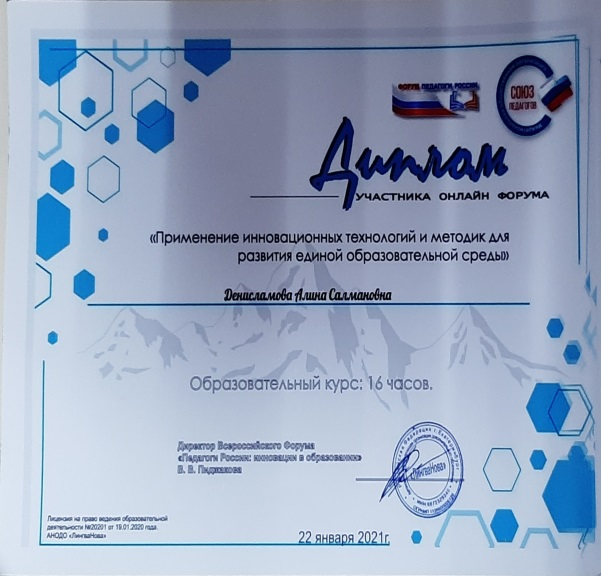 ФОРУМ ПЕДАГОГИ РОССИИ
СОЮЗ
ПЕДАГОГОВ
Диплом
УЧАСТНИКА ОНЛАЙН ФОРУМА
«Применение инновационных технологий и методик для
развития единой образовательной среды»
Денисламова Алина Салмановна
Образовательный курс: 16 часов.
Директор Всероссийского Форума
«Педагоги России: инновации в образовании»
В. В. Пиджакова
«ЛингваНова»
Лицензия на право ведения образовательной
деятельности №20201 от 19.01.2020 года.
АНОДО «ЛингваНова»
22 января 2021г.